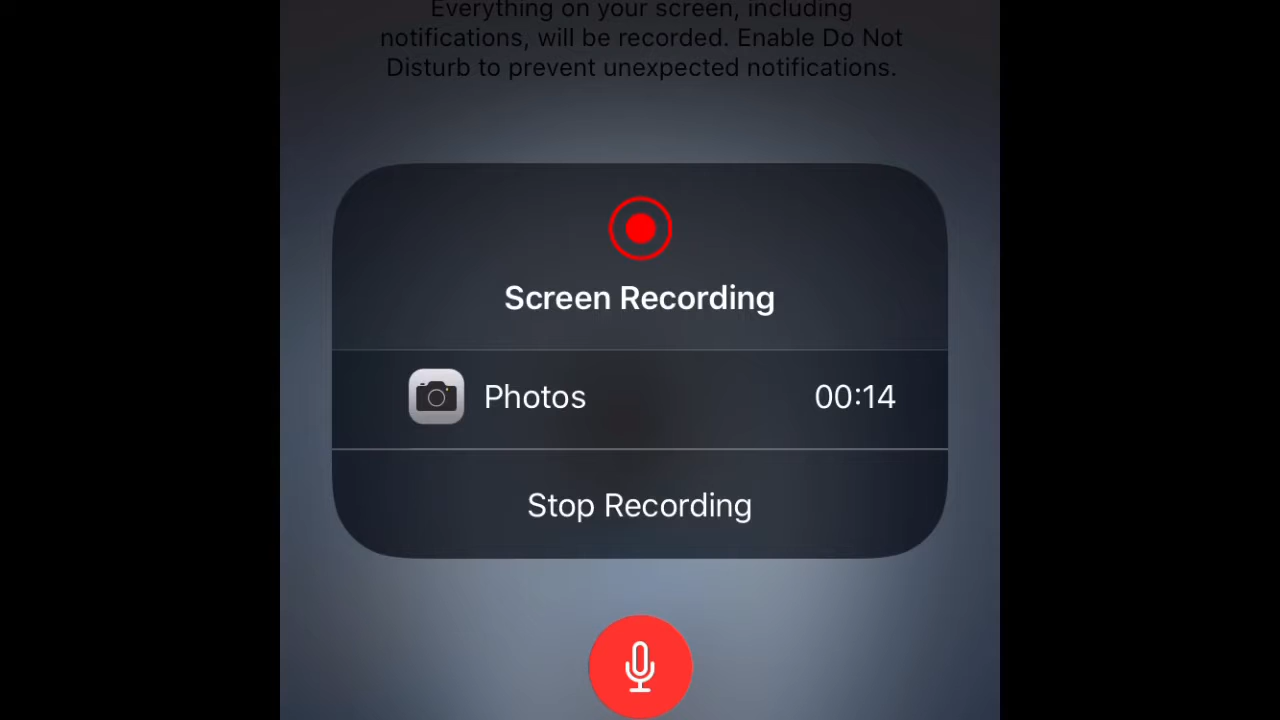 Everything on your screen, including
notifications, will be recorded. Enable Do Not
Disturb to prevent unexpected notifications.
Screen Recording
Photos 00:14
Stop Recording